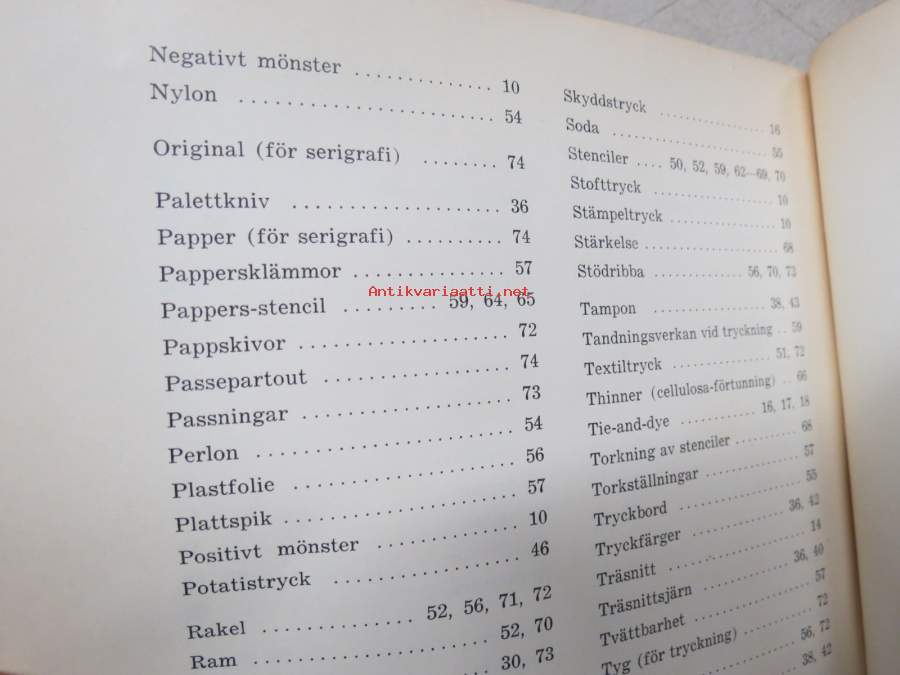 Negativt mönster .............. 10
Nylon ........................ 54
Original (för serigrafi) ........ 74
Palettkniv ..................... 36
Papper (för serigrafi) .......... 74
Pappersklämmor ............... 57
Pappers-stencil ......... 59, 64, 65
Pappskivor .................... 72
Passepartout ................... 74
Passningar .................... 73
Perlon ........................ 54
Plastfolie ..................... 56
Plattspik ...................... 57
Positivt mönster .............. 10
Potatistryck ................... 46
Rakel .............. 52, 56, 71, 72
Ram ....................... 52, 70
30, 73
Skyddstryck ................ 16
Soda ....................... 55
Stenciler .... 50, 52, 59, 62—69, 70
Stofttryck .................. 10
Stämpeltryck ............... 10
Stärkelse .................... 68
Stödribba ............ 56, 70, 73
Tampon ................ 38, 43
Tandningsverkan vid tryckning .. 59
Textiltryck ............. 51, 72
Thinner (cellulosa-förtunning) .. 66
Tie-and-dye ............ 16, 17, 18
Torkning av stenciler ......... 68
Torkställningar .............. 57
Tryckbord .................. 55
Tryckfärger ............. 36, 42
Träsnitt .................... 14
Träsnittsjärn ............ 36, 40
Tvättbarhet ................. 57
Tyg (för tryckning) .......... 72
56, 72
38, 42
Antikvariaatti.net